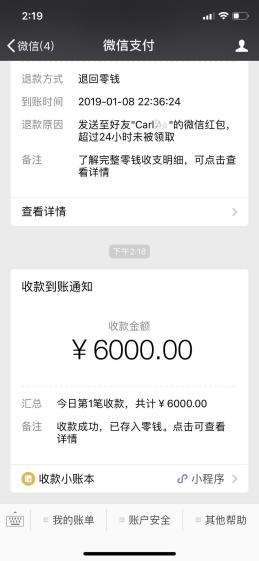 2:19
微信(4)
微信支付
退款方式 退回零钱
到账时间 2019-01-08 22:36:24
退款原因 发送至好友"Carl🎶"的微信红包，
超过24小时未被领取
备注 了解完整零钱收支明细，可点击查
看详情
查看详情
下午2:18
收款到账通知
收款金额
￥6000.00
汇总 今日第1笔收款，共计￥6000.00
备注 收款成功，已存入零钱。点击可查看
详情
收款小账本 小程序
我的账单 账户安全 其他帮助